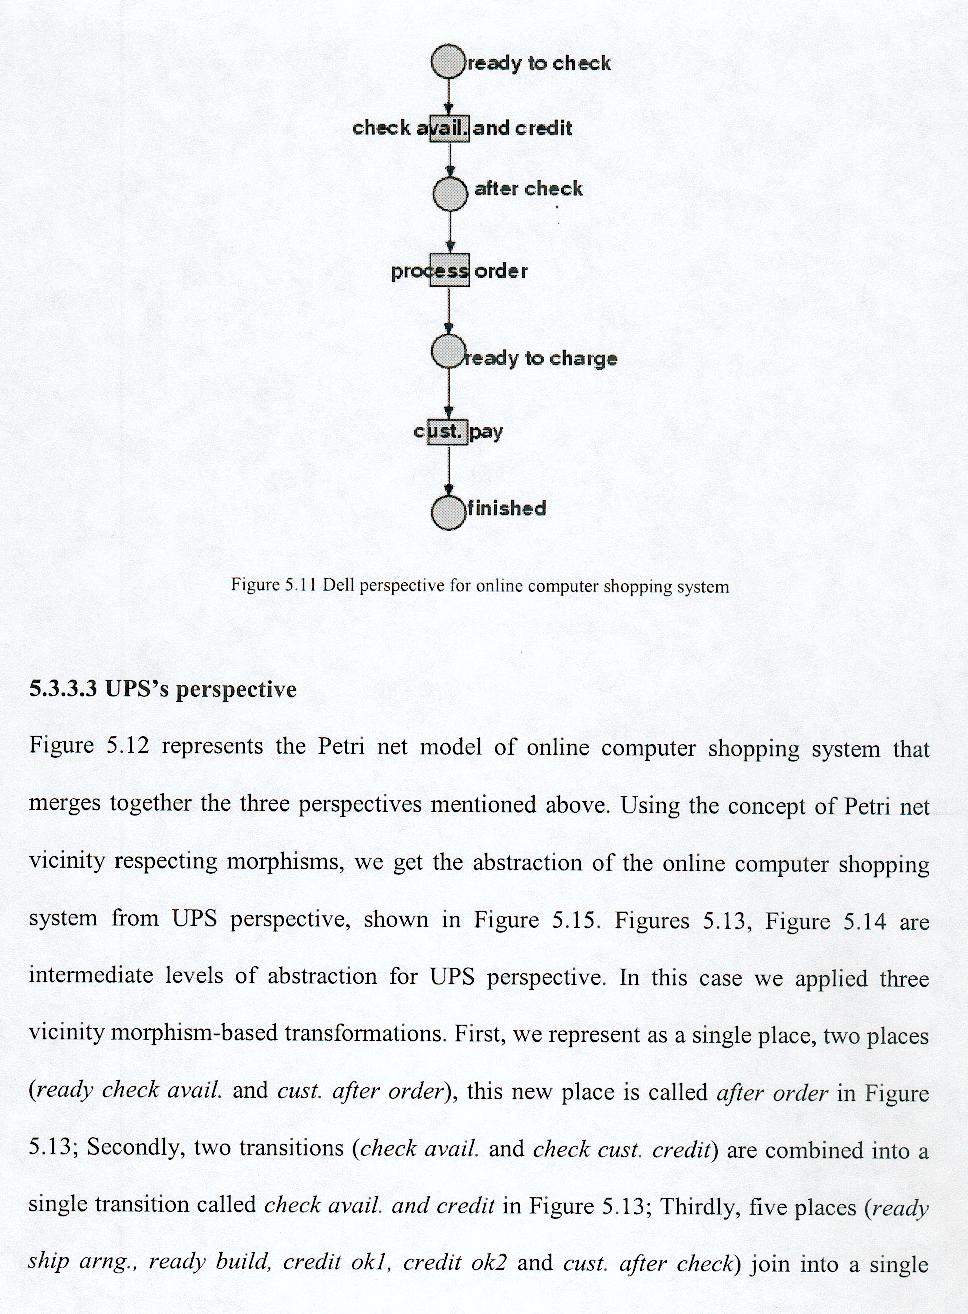 ready to check
check avail. and credit
after check
process order
ready to charge
cust. pay
finished
Figure 5.11 Dell perspective for online computer shopping system
5.3.3.3 UPS's perspective
Figure 5.12 represents the Petri net model of online computer shopping system that
merges together the three perspectives mentioned above. Using the concept of Petri net
vicinity respecting morphisms, we get the abstraction of the online computer shopping
system from UPS perspective, shown in Figure 5.15. Figures 5.13, Figure 5.14 are
intermediate levels of abstraction for UPS perspective. In this case we applied three
vicinity morphism-based transformations. First, we represent as a single place, two places
(ready check avail. and cust. after order), this new place is called after order in Figure
5.13; Secondly, two transitions (check avail. and check cust. credit) are combined into a
single transition called check avail. and credit in Figure 5.13; Thirdly, five places (ready
ship arng., ready build, credit ok1, credit ok2 and cust. after check) join into a single